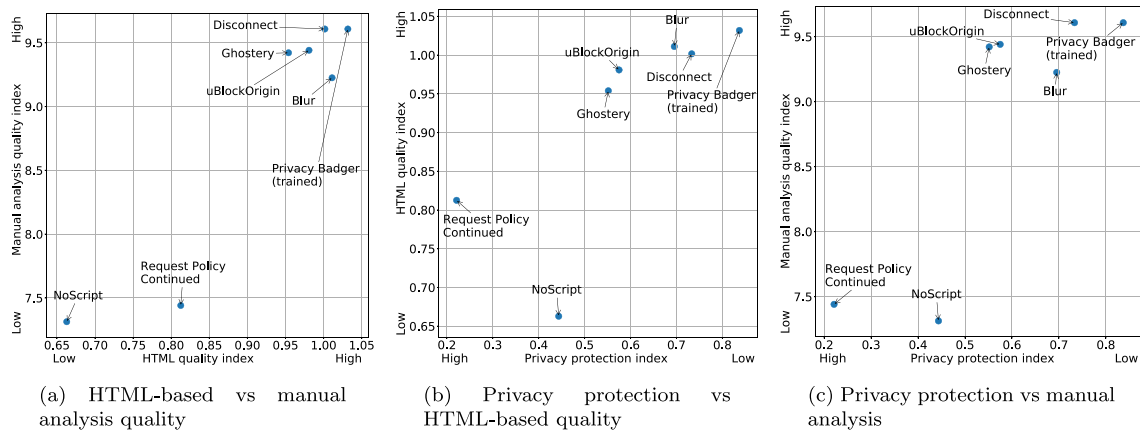 High
9.5
9.0
8.5
8.0
7.5
Low
Manual analysis quality index
Disconnect
Ghostery
uBlockOrigin
Blur
Privacy Badger
(trained)
Request Policy
Continued
NoScript
0.65 0.70 0.75 0.80 0.85 0.90 0.95 1.00 1.05
Low HTML quality index High
(a) HTML-based vs manual
analysis quality
High
1.05
1.00
0.95
0.90
0.85
0.80
0.75
0.70
0.65
Low
HTML quality index
Blur
uBlockOrigin
Disconnect
Privacy Badger
(trained)
Ghostery
Request Policy
Continued
NoScript
0.2 0.3 0.4 0.5 0.6 0.7 0.8
High Privacy protection index Low
(b) Privacy protection vs
HTML-based quality
High
9.5
9.0
8.5
8.0
7.5
Low
Manual analysis quality index
Disconnect
uBlockOrigin
Privacy Badger
(trained)
Ghostery
Blur
Request Policy
Continued
NoScript
0.2 0.3 0.4 0.5 0.6 0.7 0.8
High Privacy protection index Low
(c) Privacy protection vs manual
analysis